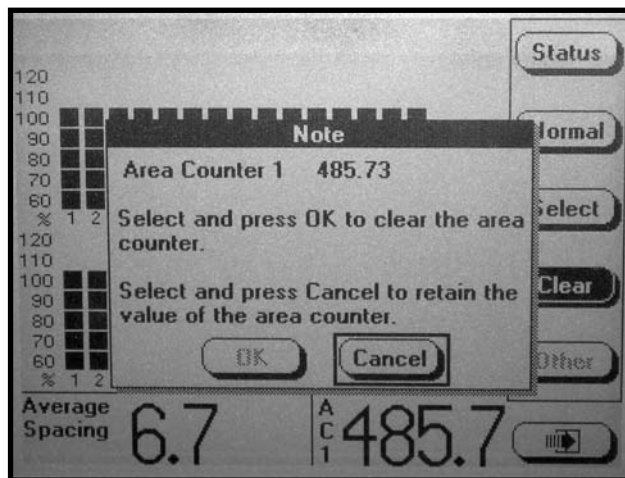 Status
120
110
100
90
80
70
60
% 1 2
Note
Area Counter 1 485.73
Select and press OK to clear the area
counter.
Select and press Cancel to retain the
value of the area counter.
OK
Cancel
ormal
elect
Clear
Other
120
110
100
90
80
70
60
% 1 2
Average
Spacing
6.7
A
C
1
485.7